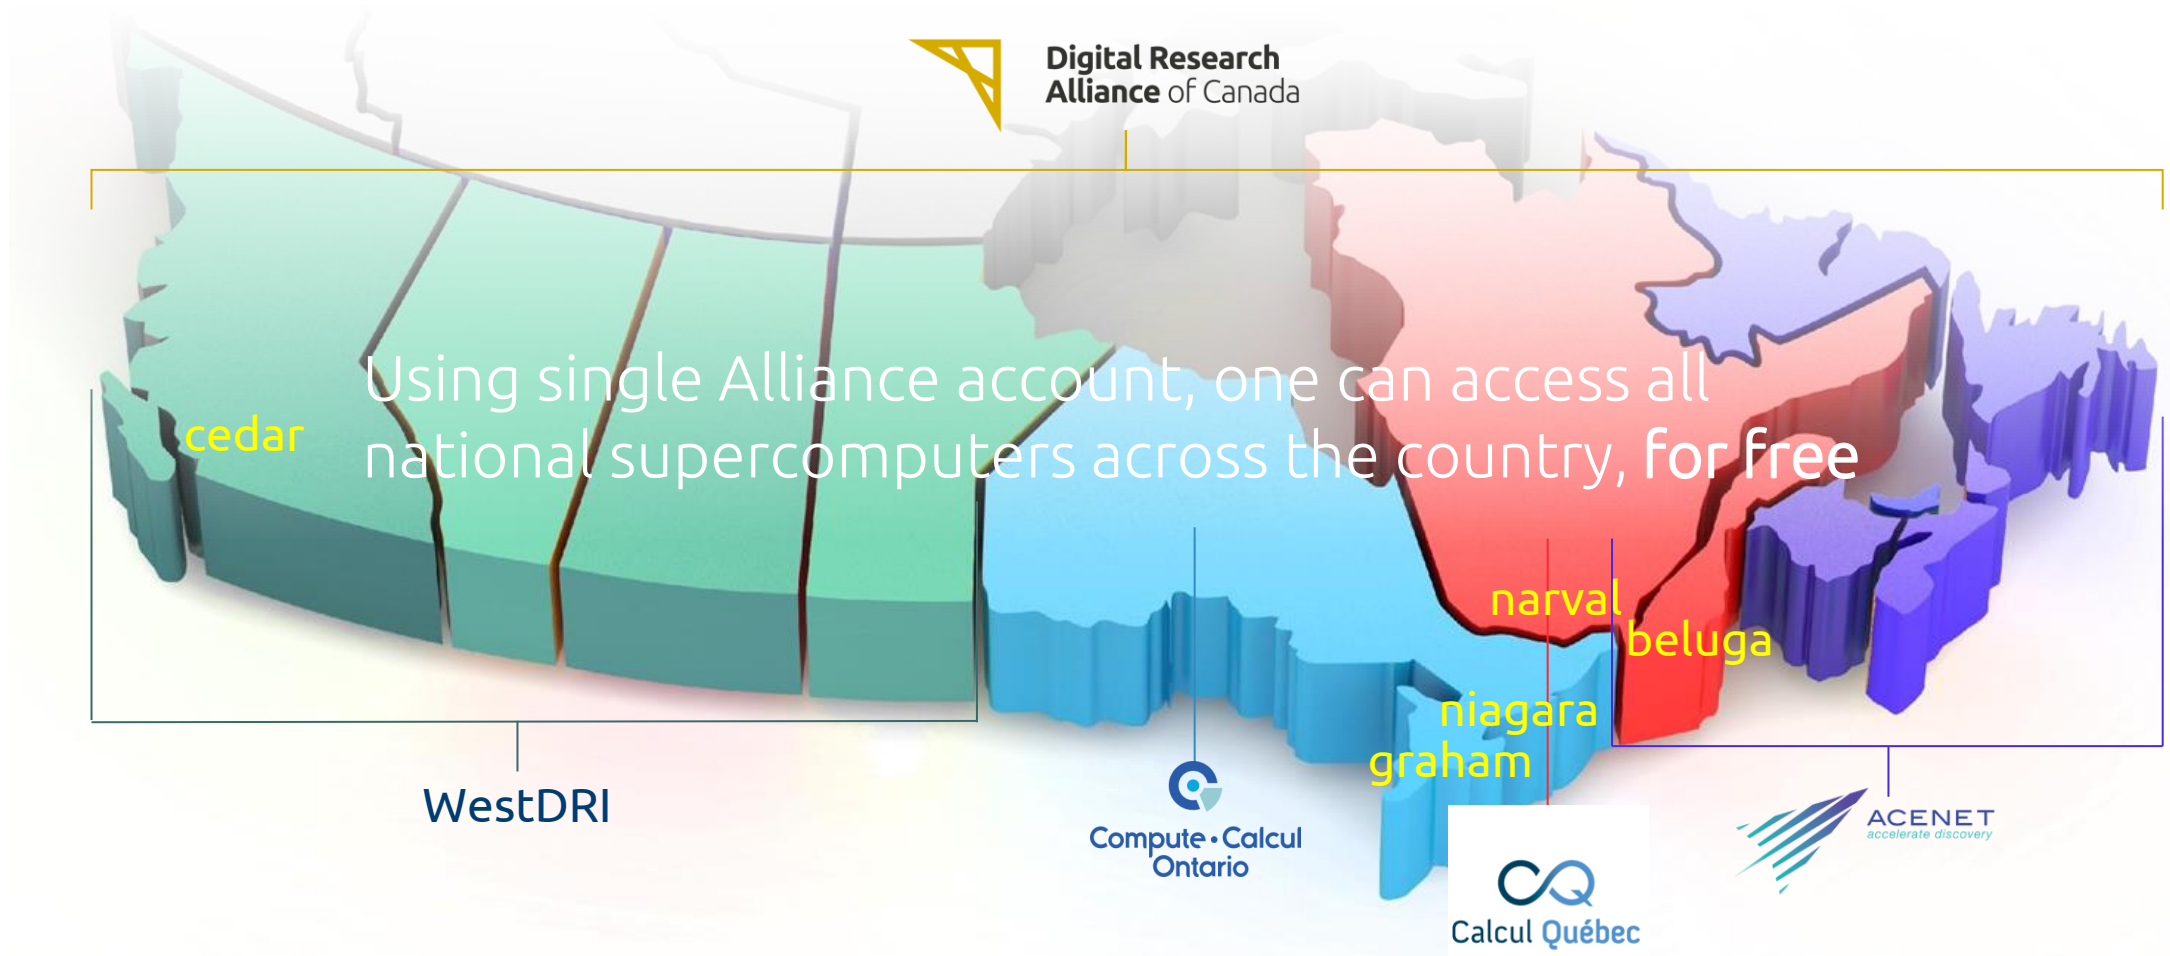 Digital Research
Alliance of Canada
Using single Alliance account, one can access all
national supercomputers across the country, for free
cedar
narval
beluga
niagara
graham
WestDRI
Compute • Calcul
Ontario
Calcul Québec
ACENET
accelerate discovery